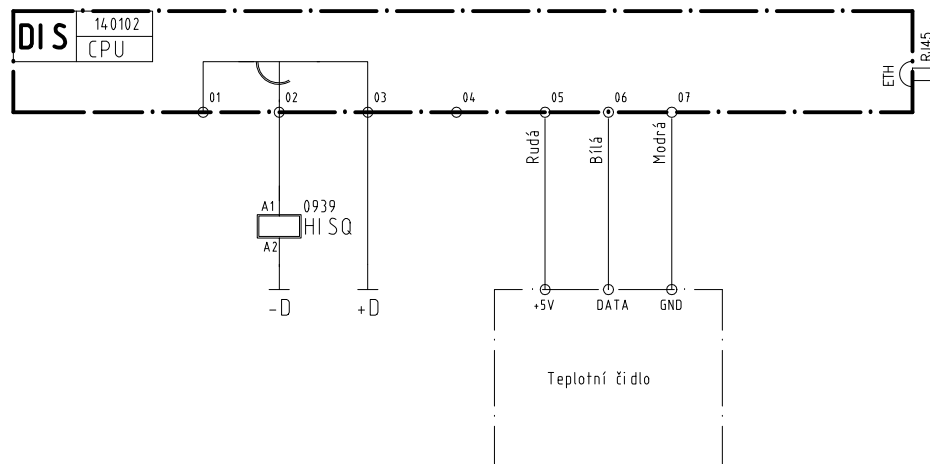 DIS
140102
CPU
RJ45
ETH
01 02 03 04 05 06 07
Rudá
Bílá
Modrá
A1 0939
HISQ
A2
-D +D
+5V DATA GND
Teplotní čidlo